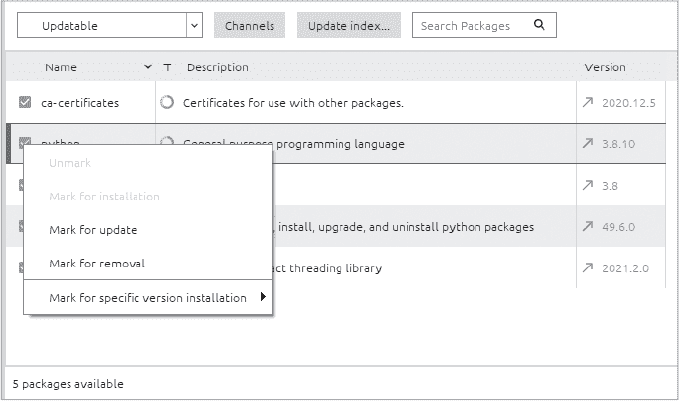 Updatable Channels Update index... Search Packages
Name T Description Version
ca-certificates Certificates for use with other packages. 2020.12.5
python General purpose programming language 3.8.10
Unmark
3.8
Mark for installation
Mark for update , install, upgrade, and uninstall python packages 49.6.0
Mark for removal act threading library 2021.2.0
Mark for specific version installation
5 packages available